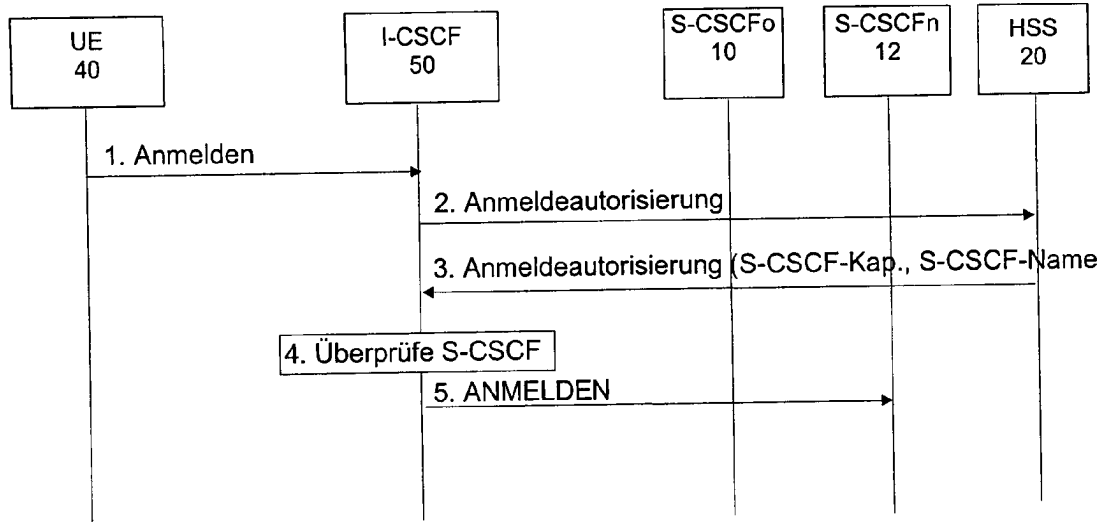 UE
40
I-CSCF
50
S-CSCFo
10
S-CSCFn
12
HSS
20
1. Anmelden
2. Anmeldeautorisierung
3. Anmeldeautorisierung (S-CSCF-Kap., S-CSCF-Name
4. Überprüfe S-CSCF
5. ANMELDEN